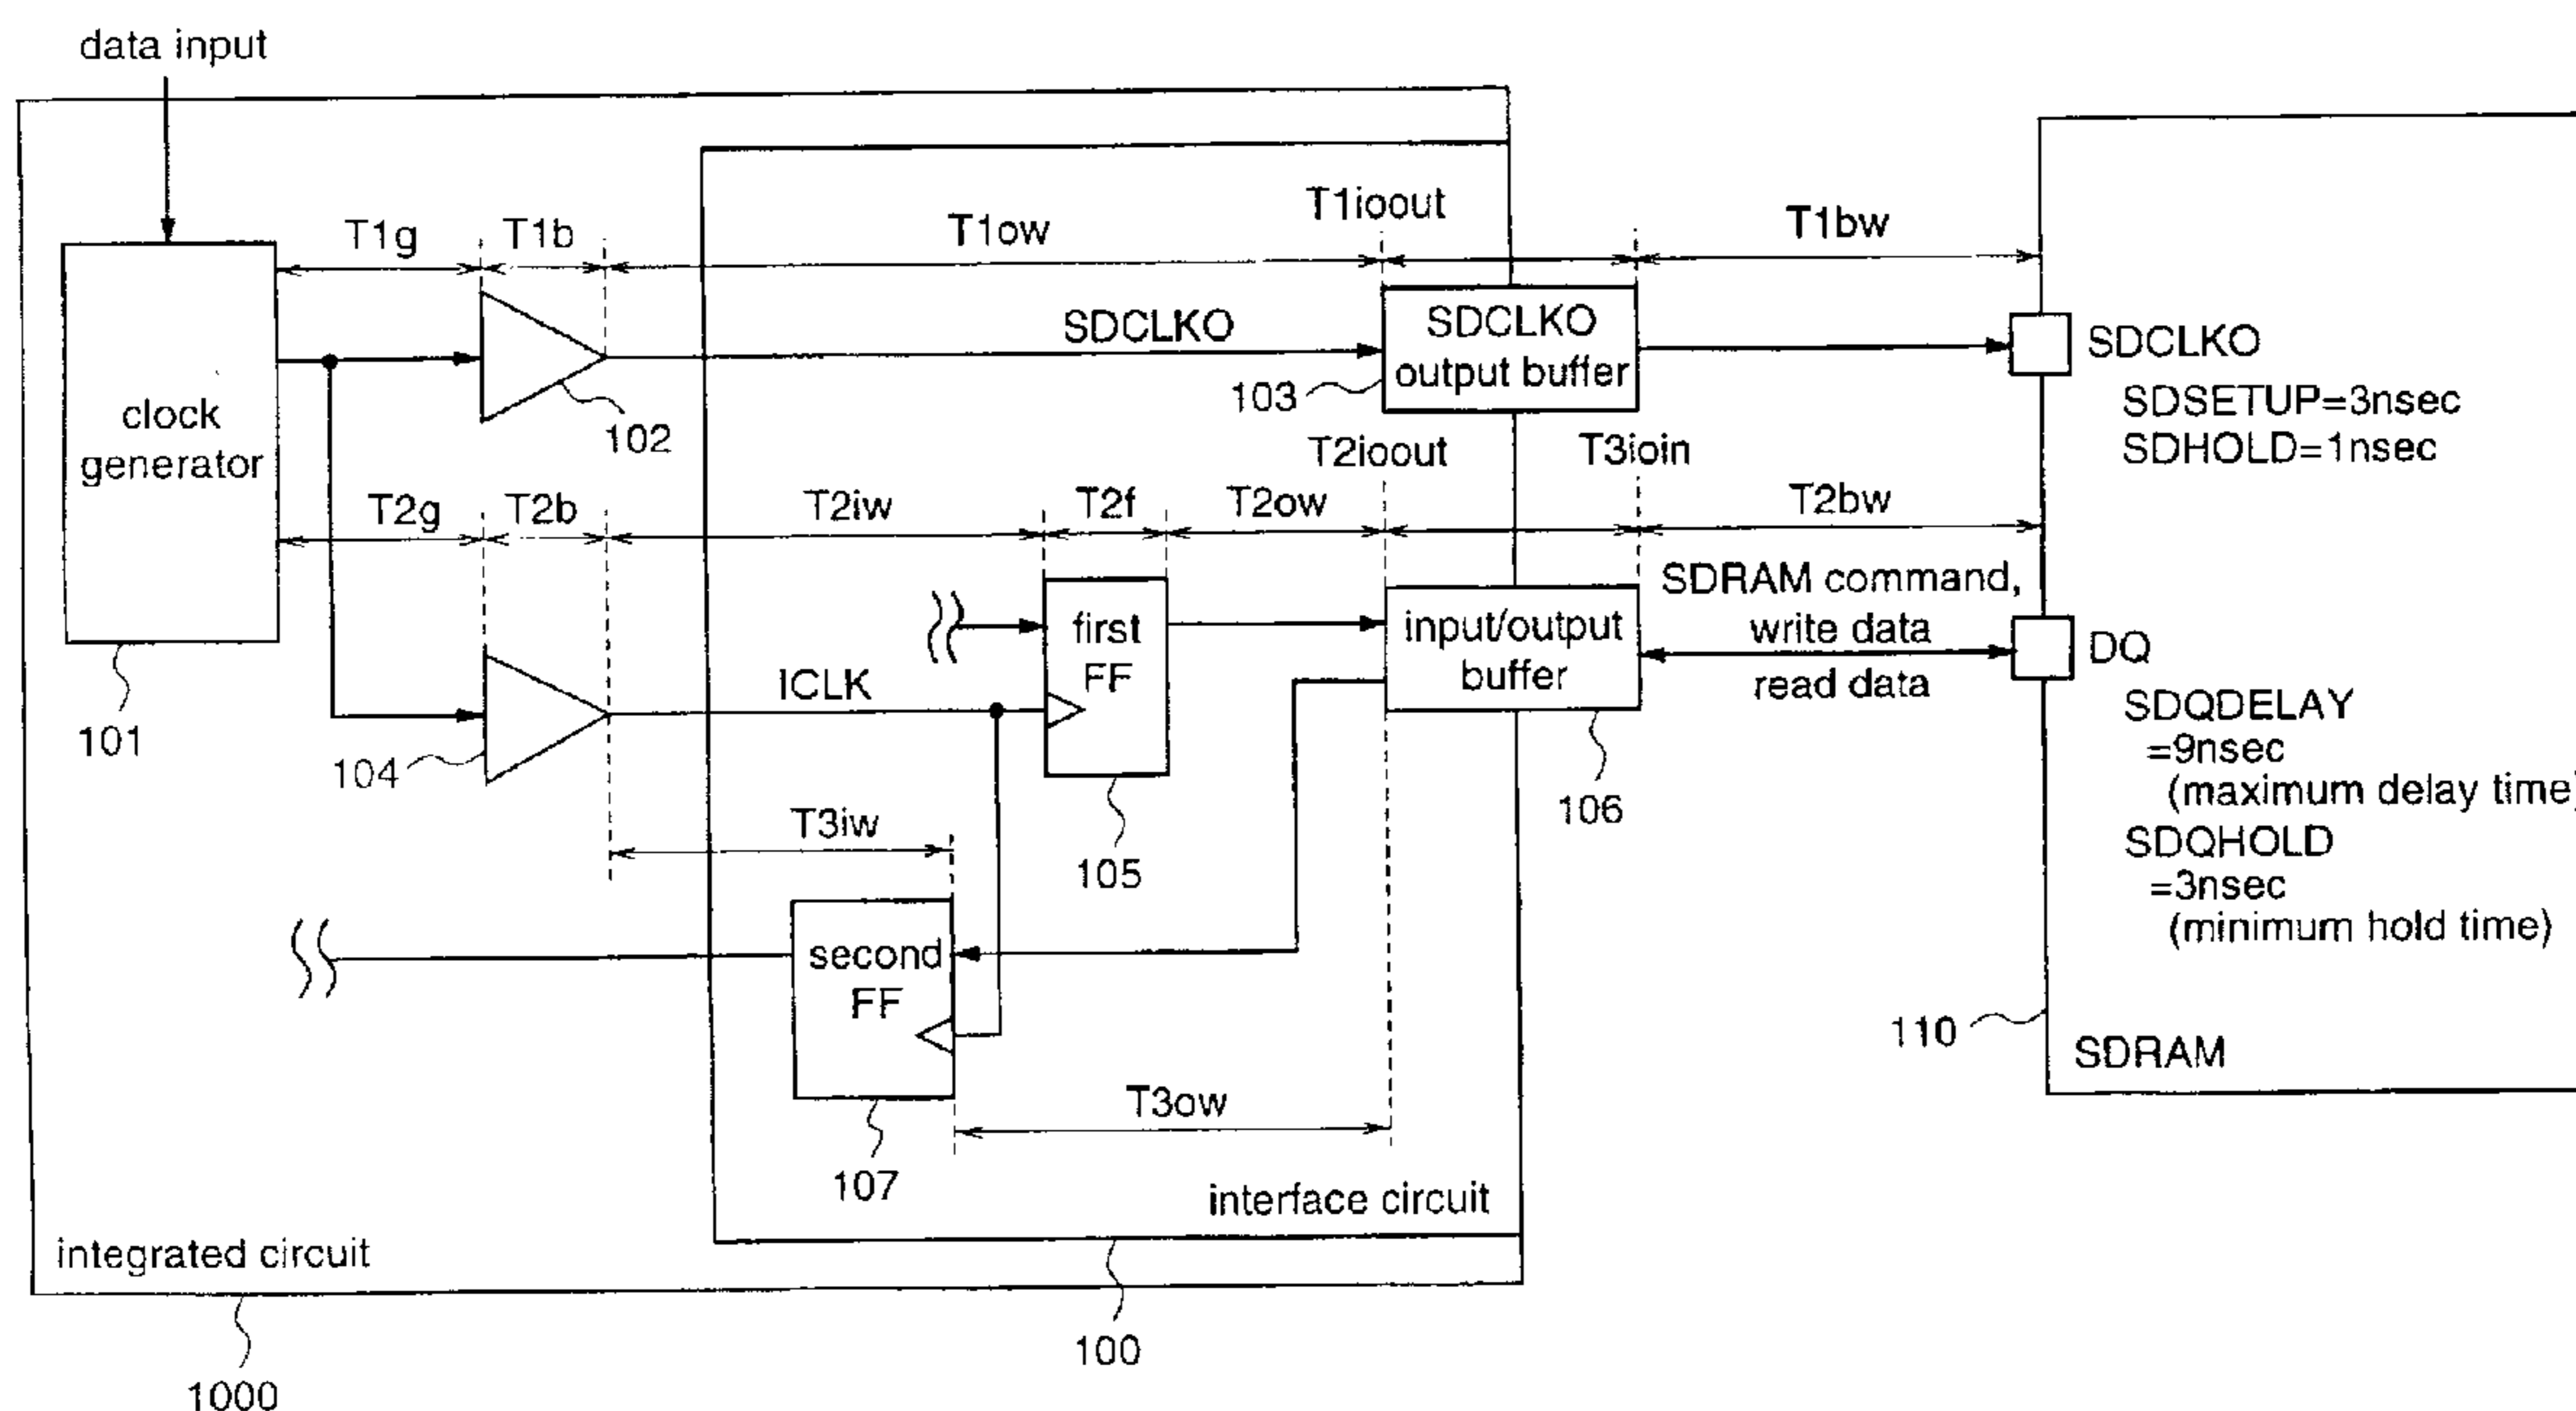 data input
T1g
T1b
T1ow
T1ioout
T1bw
SDCLKO
SDCLKO
output buffer
103
SDCLKO
SDSETUP=3nsec
SDHOLD=1nsec
clock
generator
101
102
T2g
T2b
T2iw
T2f
T2ow
T2ioout
T3ioin
T2bw
first
FF
105
input/output
buffer
106
SDRAM command,
write data
read data
DQ
SDQDELAY
=9nsec
(maximum delay time)
SDQHOLD
=3nsec
(minimum hold time)
104
ICLK
T3iw
second
FF
107
T3ow
110
SDRAM
interface circuit
100
integrated circuit
1000